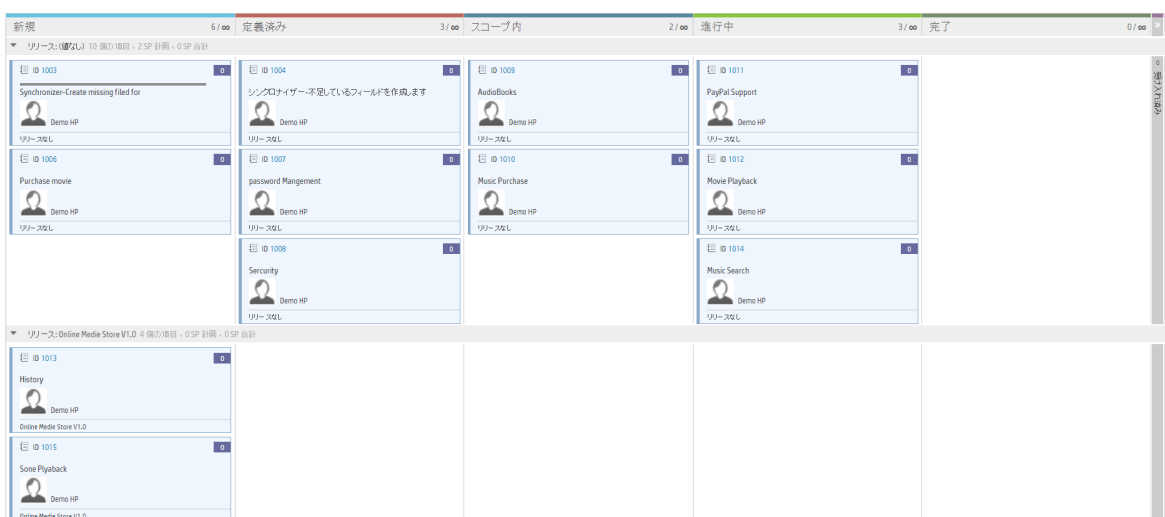 新規 6/∞ 定義済み 3/∞ スコープ内 2/∞ 進行中 3/∞ 完了 0/∞ »
リリース: (値なし) 10 個の項目、2 SP 計画、0 SP 合計
0 受け入れ済み
ID 1003 0
Synchronizer-Create missing filed for
Demo HP
リリースなし
ID 1006 0
Purchase movie
Demo HP
リリースなし
ID 1004 0
シンクロナイザー-不足しているフィールドを作成します
Demo HP
リリースなし
ID 1007 0
password Mangement
Demo HP
リリースなし
ID 1008 0
Sercurity
Demo HP
リリースなし
ID 1009 0
AudioBooks
Demo HP
リリースなし
ID 1010 0
Music Purchase
Demo HP
リリースなし
ID 1011 0
PayPal Support
Demo HP
リリースなし
ID 1012 0
Movie Playback
Demo HP
リリースなし
ID 1014 0
Music Search
Demo HP
リリースなし
リリース: Online Medie Store V1.0 4 個の項目、0 SP 計画、0 SP 合計
ID 1013 0
History
Demo HP
Online Medie Store V1.0
ID 1015 0
Sone Plyaback
Demo HP
Online Medie Store V1.0